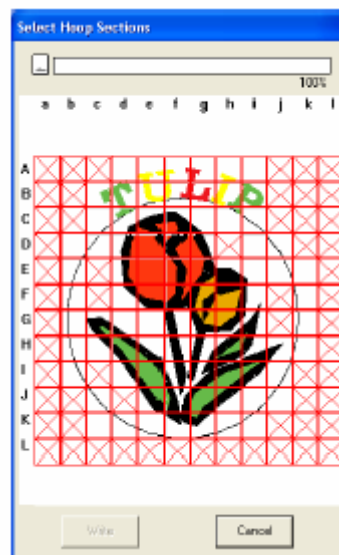 Select Hoop Sections
...
100%
a b c d e f g h i j k l
TULIP
A
B
C
D
E
F
G
H
I
J
K
L
Write Cancel